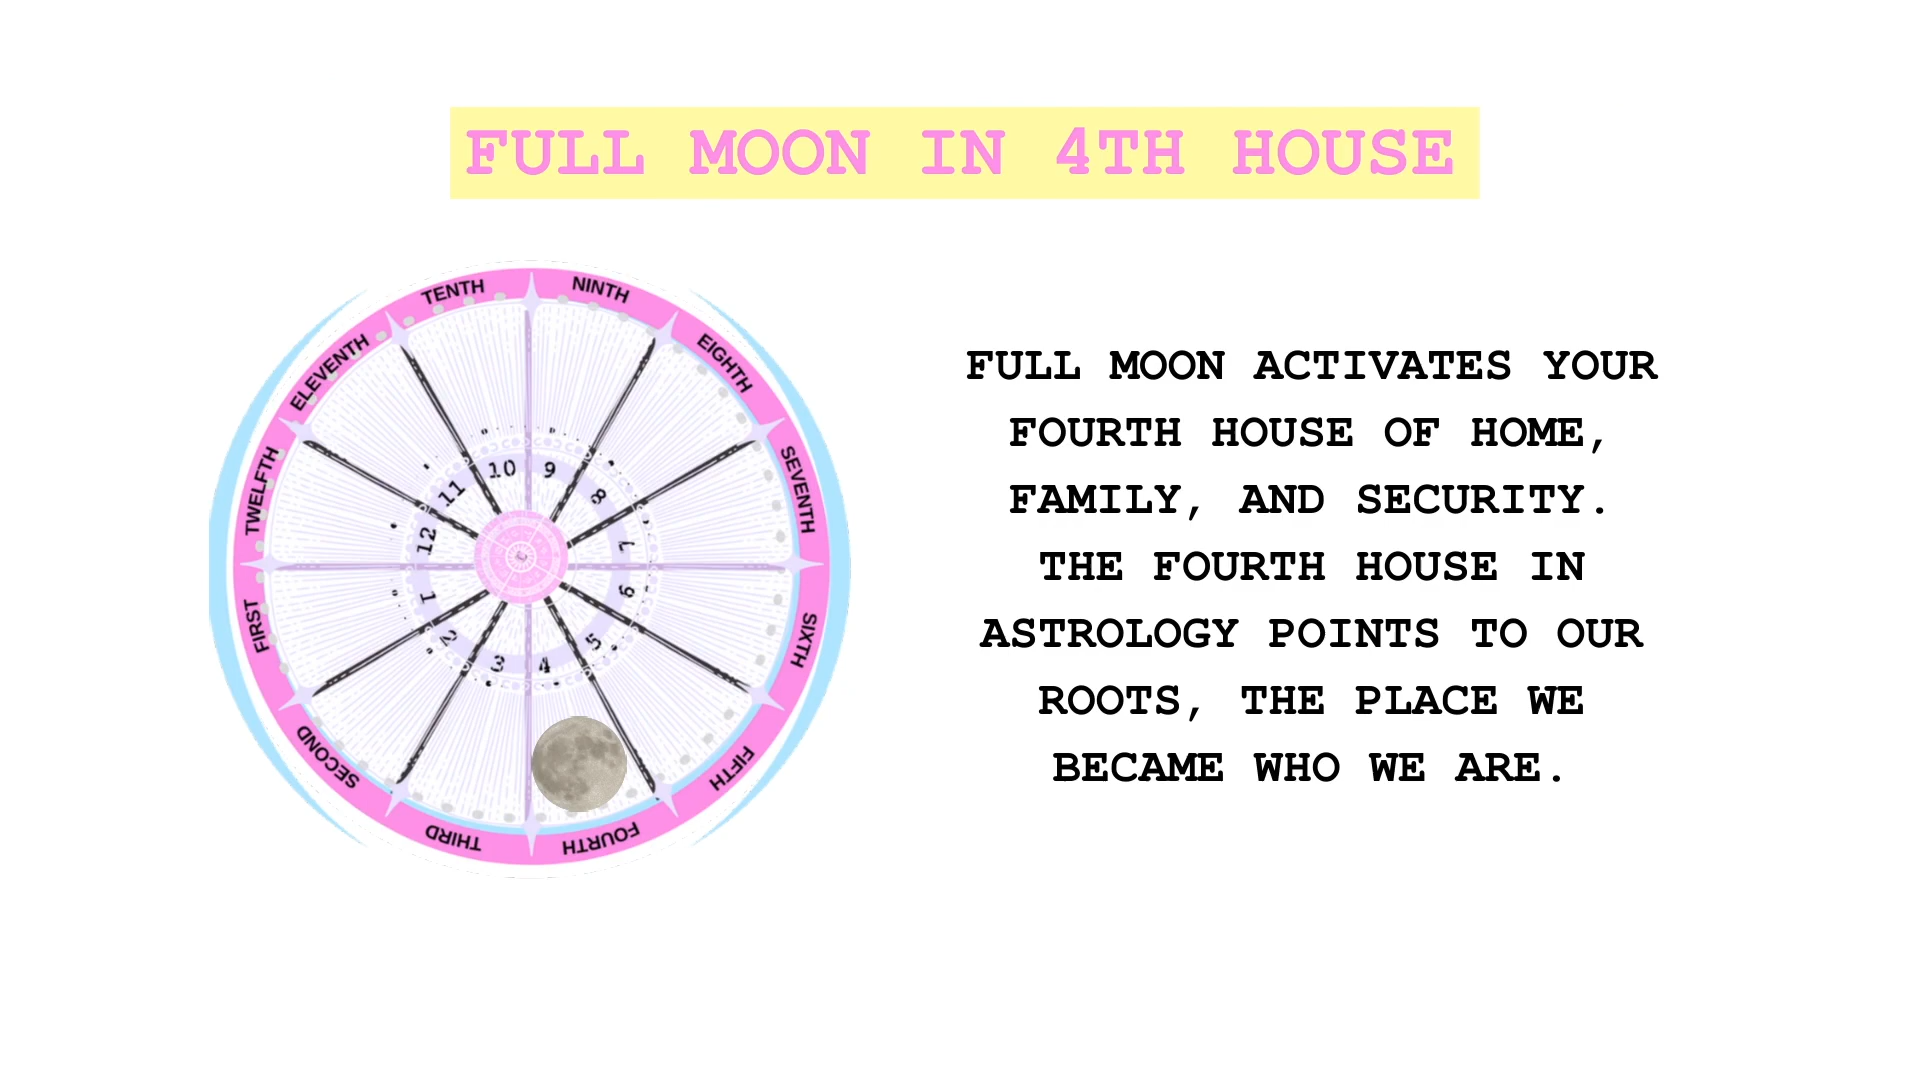 FULL MOON IN 4TH HOUSE
TENTH
NINTH
ELEVENTH
EIGHTH
TWELFTH
SEVENTH
FIRST
SIXTH
SECOND
FIFTH
THIRD
FOURTH
10
9
11
8
12
7
1
6
2
5
3
4
FULL MOON ACTIVATES YOUR
FOURTH HOUSE OF HOME,
FAMILY, AND SECURITY.
THE FOURTH HOUSE IN
ASTROLOGY POINTS TO OUR
ROOTS, THE PLACE WE
BECAME WHO WE ARE.